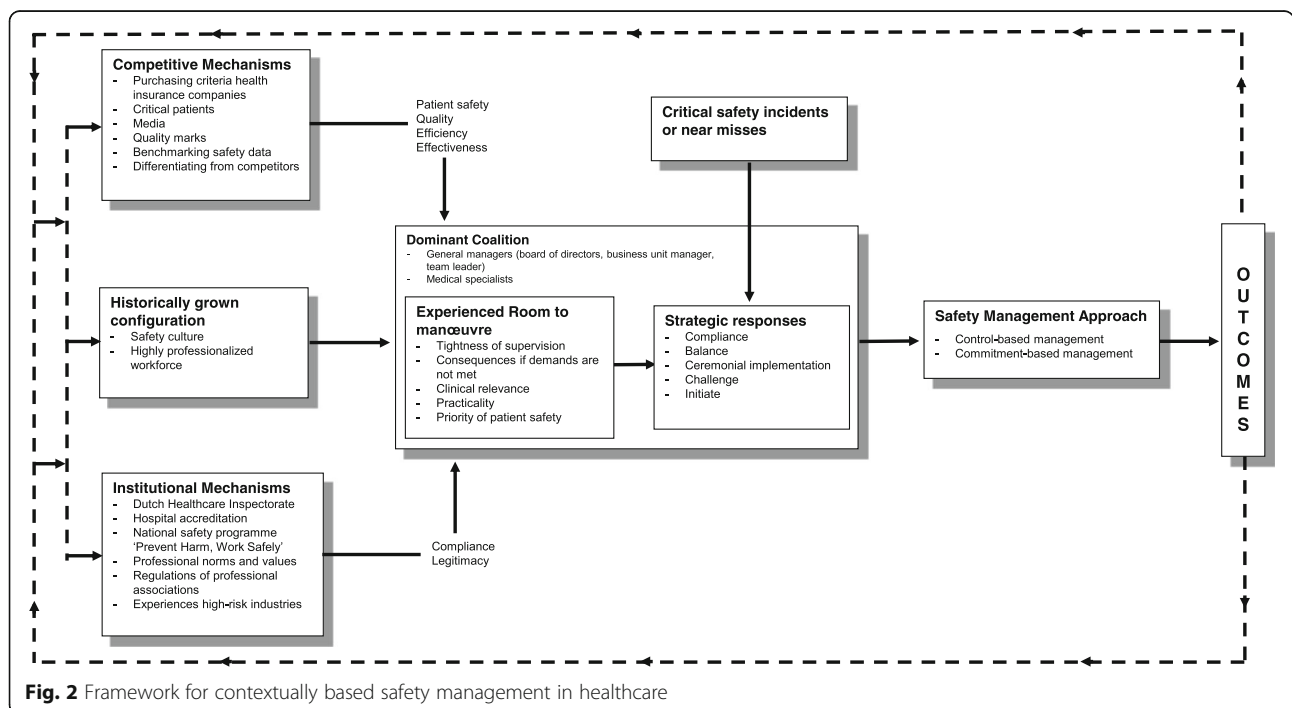 Competitive Mechanisms
- Purchasing criteria health
insurance companies
- Critical patients
- Media
- Quality marks
- Benchmarking safety data
- Differentiating from competitors
Patient safety
Quality
Efficiency
Effectiveness
Critical safety incidents
or near misses
Historically grown
configuration
- Safety culture
- Highly professionalized
workforce
Dominant Coalition
- General managers (board of directors, business unit manager,
team leader)
- Medical specialists
Experienced Room to
manœuvre
- Tightness of supervision
- Consequences if demands are
not met
- Clinical relevance
- Practicality
- Priority of patient safety
Strategic responses
- Compliance
- Balance
- Ceremonial implementation
- Challenge
- Initiate
Safety Management Approach
- Control-based management
- Commitment-based management
OUTCOMES
Institutional Mechanisms
- Dutch Healthcare Inspectorate
- Hospital accreditation
- National safety programme
'Prevent Harm, Work Safely'
- Professional norms and values
- Regulations of professional
associations
- Experiences high-risk industries
Compliance
Legitimacy
Fig. 2 Framework for contextually based safety management in healthcare